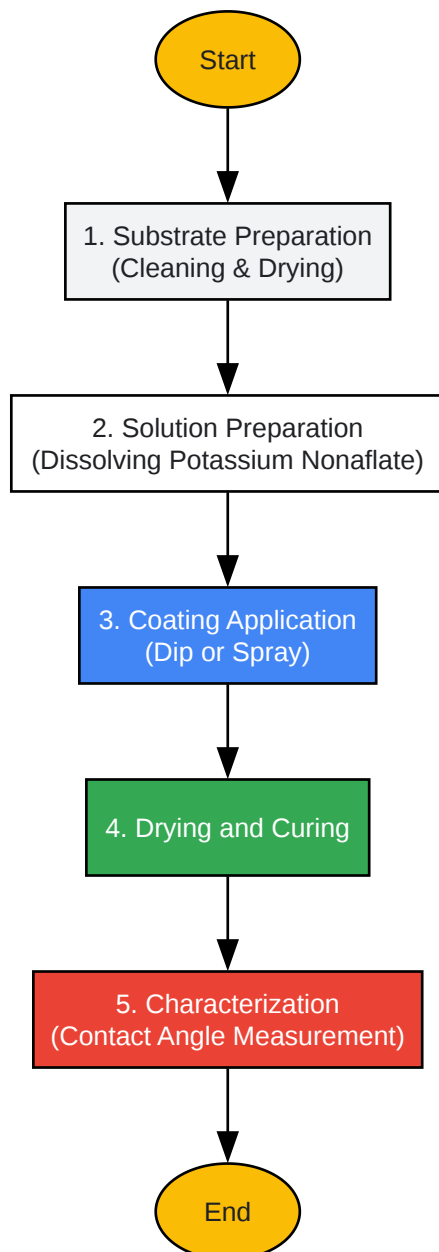 Start
1. Substrate Preparation
(Cleaning & Drying)
2. Solution Preparation
(Dissolving Potassium Nonaflate)
3. Coating Application
(Dip or Spray)
4. Drying and Curing
5. Characterization
(Contact Angle Measurement)
End